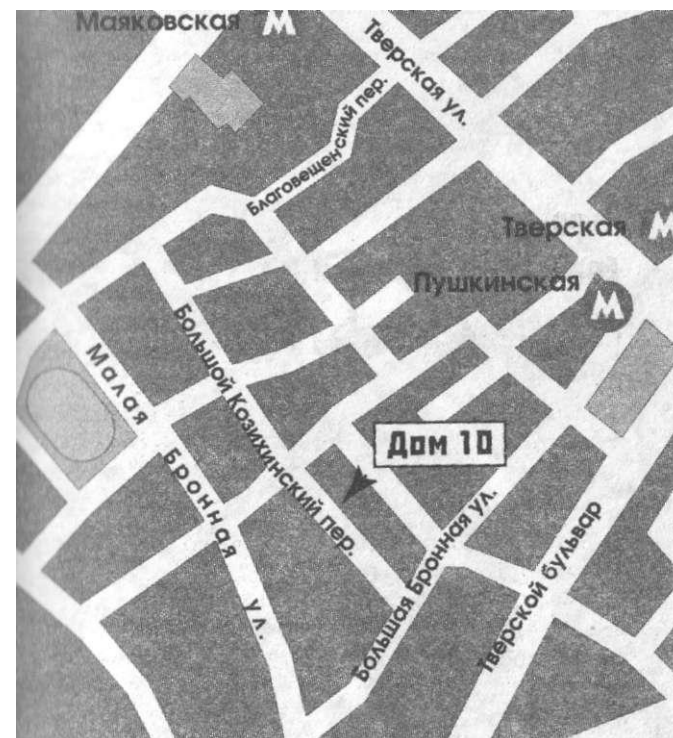 Маяковская М
Тверская ул.
Благовещенский пер.
Тверская М
Пушкинская
М
Большой Козихинский пер.
Малая Бронная ул.
Дом 10
Большая Бронная ул.
Тверской бульвар